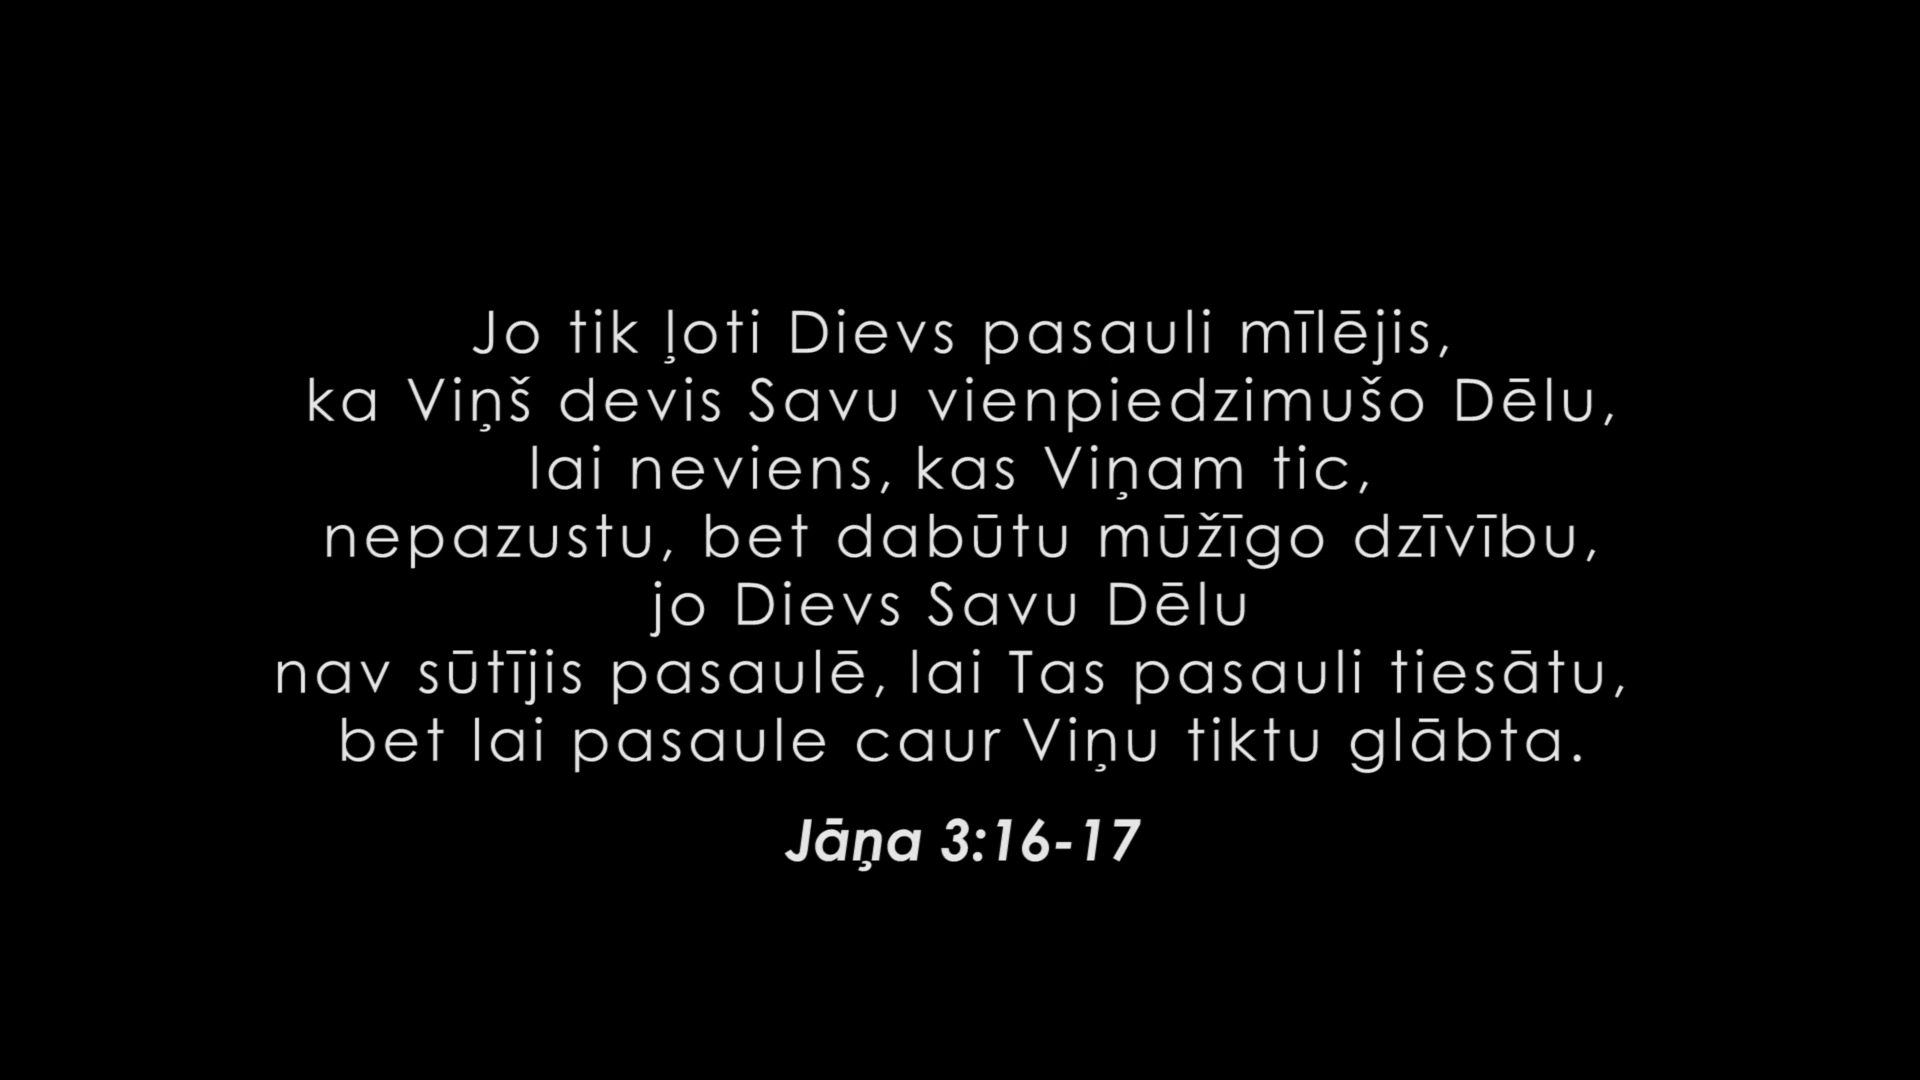 Jo tik ļoti Dievs pasauli mīlējis,
ka Viņš devis Savu vienpiedzimušo Dēlu,
lai neviens, kas Viņam tic,
nepazustu, bet dabūtu mūžīgo dzīvību,
jo Dievs Savu Dēlu
nav sūtījis pasaulē, lai Tas pasauli tiesātu,
bet lai pasaule caur Viņu tiktu glābta.
Jāņa 3:16-17